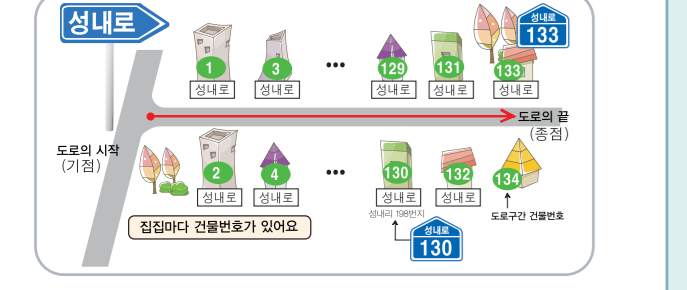 성내로
성내로
133
1
3
•••
129
131
133
성내로
성내로
성내로
성내로
성내로
도로의 시작
(기점)
도로의 끝
(종점)
2
4
•••
130
132
134
성내로
성내로
성내로
성내로
성내리 198번지
도로구간 건물번호
집집마다 건물번호가 있어요
성내로
130